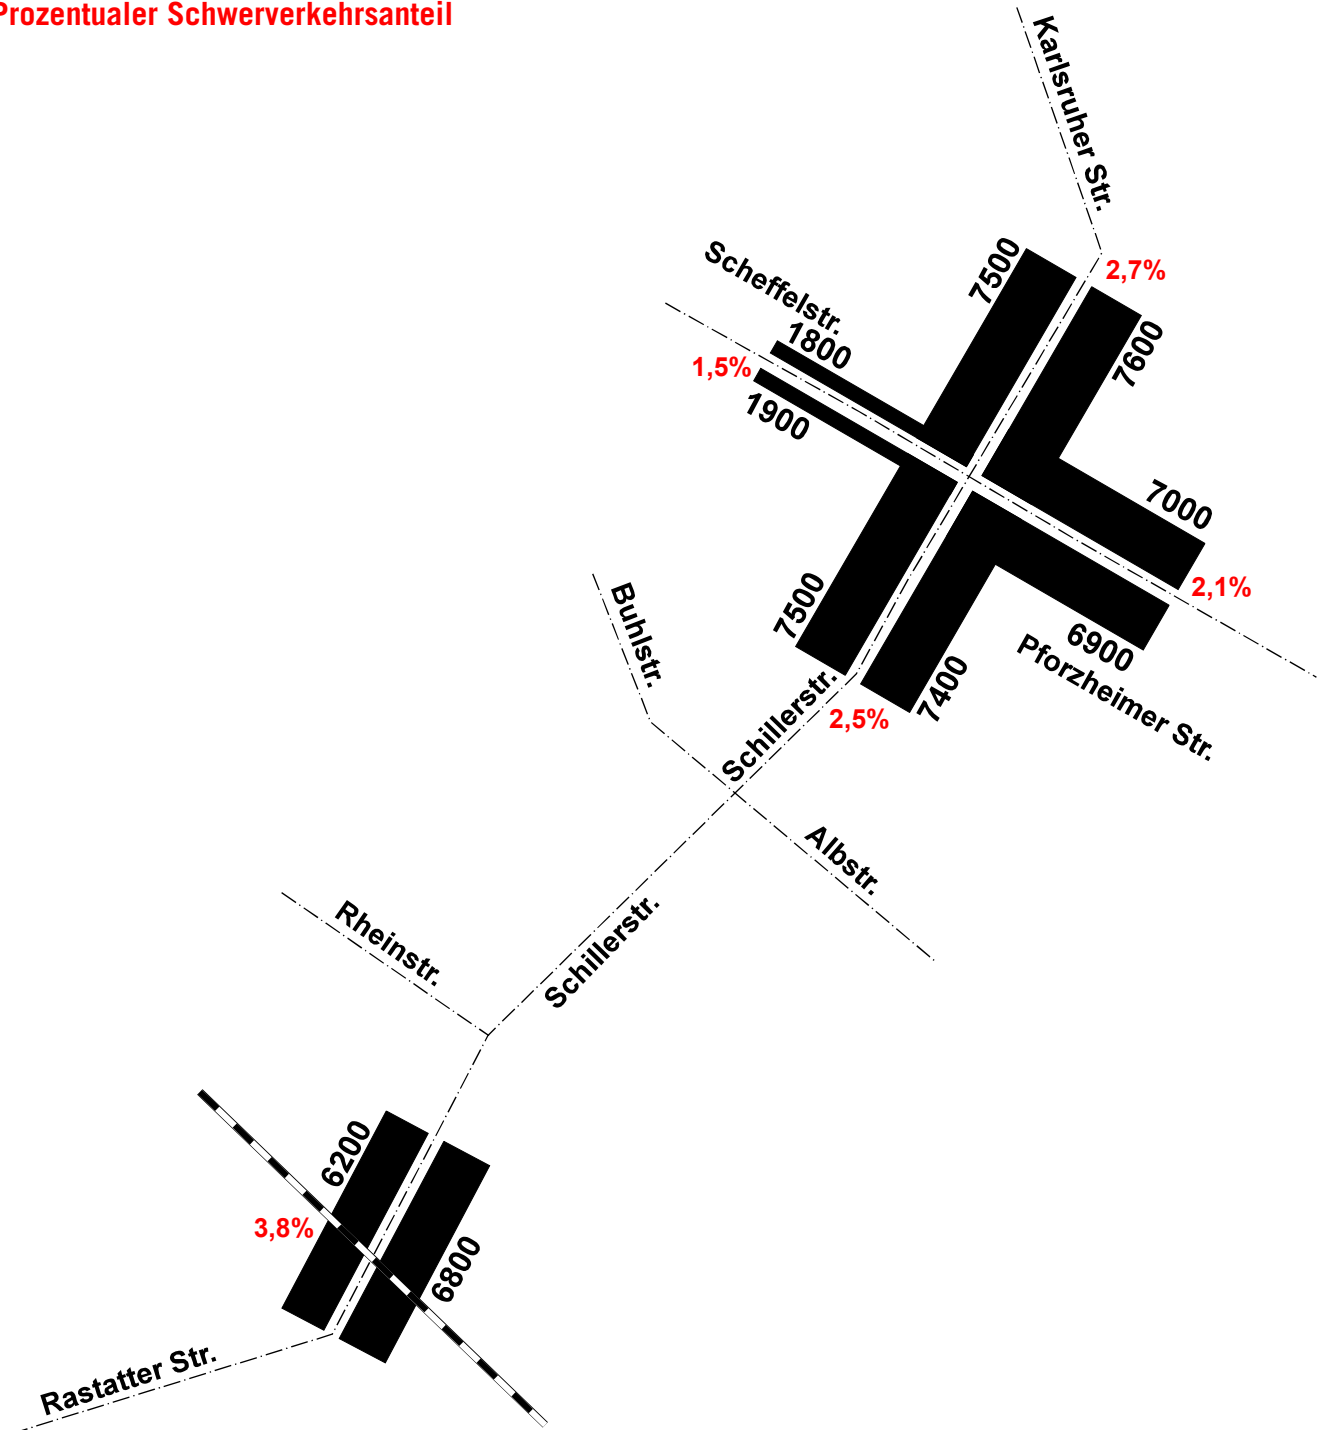 Prozentualer Schwerverkehrsanteil
Karlsruher Str.
Scheffelstr.
7500
2,7%
1800
7600
1,5%
1900
7000
2,1%
7500
6900
Pforzheimer Str.
Buhlstr.
7400
Schillerstr.
2,5%
Albstr.
Rheinstr.
Schillerstr.
6200
3,8%
6800
Rastatter Str.